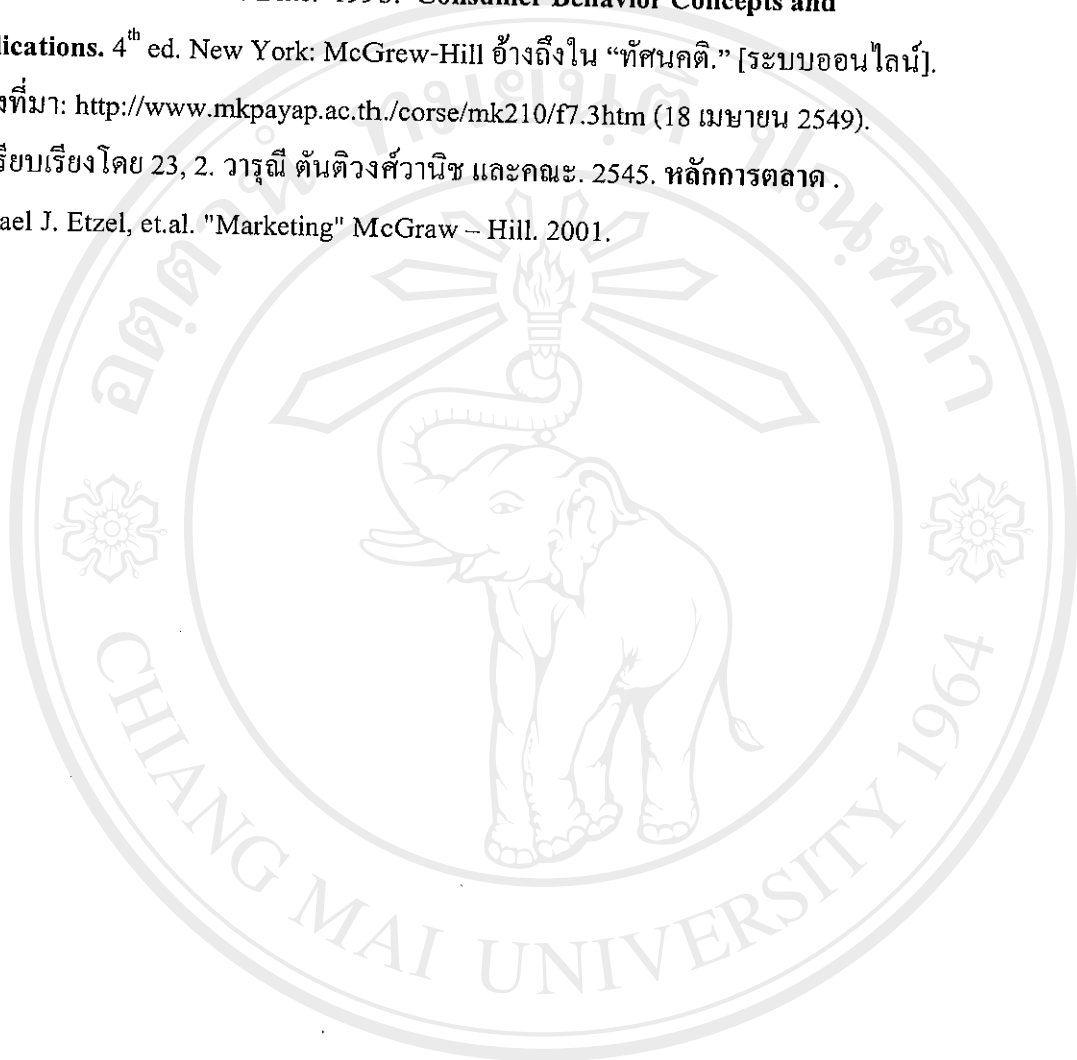 Consumer Behavior Concepts and
lications. 4th ed. New York: McGrew-Hill อ้างถึงใน “ทัศนคติ.” [ระบบออนไลน์].
ที่มา: http://www.mkpayap.ac.th./corse/mk210/f7.3htm (18 เมษายน 2549).
รียบเรียงโดย 23, 2. วารุณี ตันติวงศ์วานิช และคณะ. 2545. หลักการตลาด .
ael J. Etzel, et.al. "Marketing" McGraw – Hill. 2001.
CHIANG MAI UNIVERSITY 1964